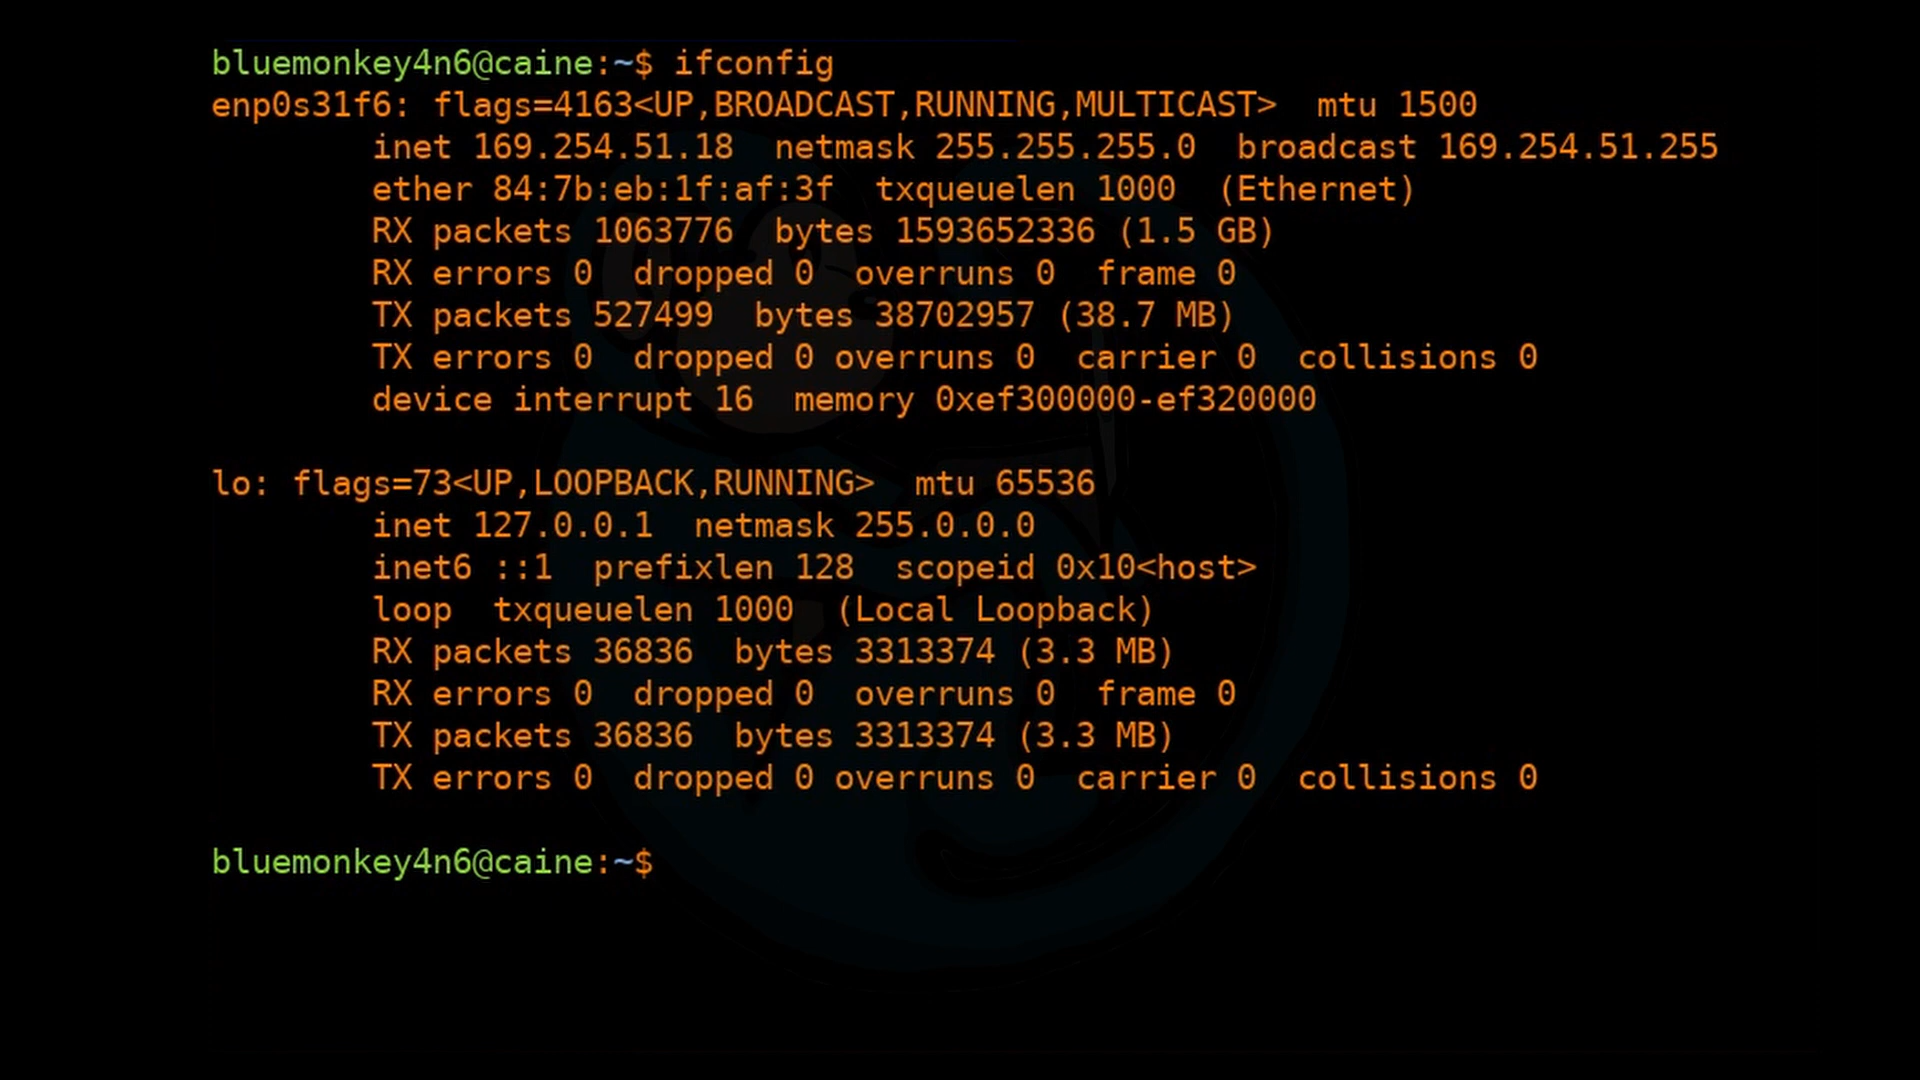 bluemonkey4n6@caine:~$ ifconfig
enp0s31f6: flags=4163<UP,BROADCAST,RUNNING,MULTICAST>  mtu 1500
        inet 169.254.51.18  netmask 255.255.255.0  broadcast 169.254.51.255
        ether 84:7b:eb:1f:af:3f  txqueuelen 1000  (Ethernet)
        RX packets 1063776  bytes 1593652336 (1.5 GB)
        RX errors 0  dropped 0  overruns 0  frame 0
        TX packets 527499  bytes 38702957 (38.7 MB)
        TX errors 0  dropped 0 overruns 0  carrier 0  collisions 0
        device interrupt 16  memory 0xef300000-ef320000

lo: flags=73<UP,LOOPBACK,RUNNING>  mtu 65536
        inet 127.0.0.1  netmask 255.0.0.0
        inet6 ::1  prefixlen 128  scopeid 0x10<host>
        loop  txqueuelen 1000  (Local Loopback)
        RX packets 36836  bytes 3313374 (3.3 MB)
        RX errors 0  dropped 0  overruns 0  frame 0
        TX packets 36836  bytes 3313374 (3.3 MB)
        TX errors 0  dropped 0 overruns 0  carrier 0  collisions 0

bluemonkey4n6@caine:~$